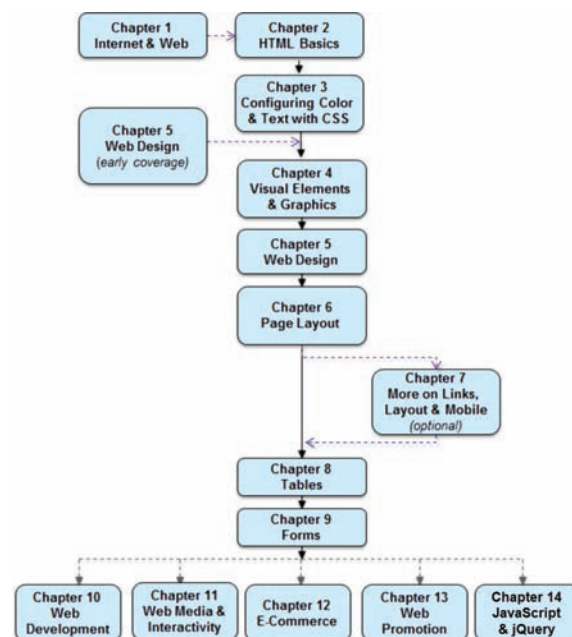 Chapter 1
Internet & Web
Chapter 2
HTML Basics
Chapter 3
Configuring Color
& Text with CSS
Chapter 5
Web Design
(early coverage)
Chapter 4
Visual Elements
& Graphics
Chapter 5
Web Design
Chapter 6
Page Layout
Chapter 7
More on Links,
Layout & Mobile
(optional)
Chapter 8
Tables
Chapter 9
Forms
Chapter 10
Web
Development
Chapter 11
Web Media &
Interactivity
Chapter 12
E-Commerce
Chapter 13
Web
Promotion
Chapter 14
JavaScript
& jQuery